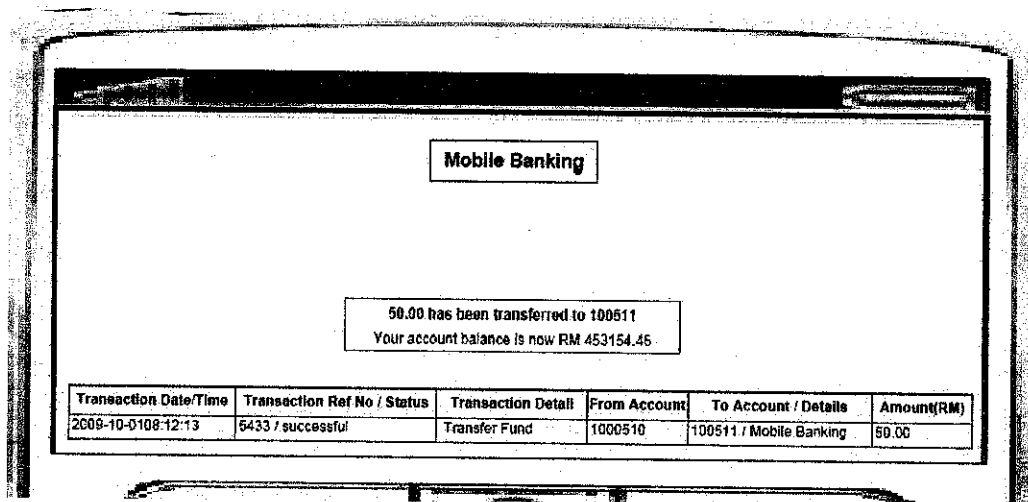 Mobile Banking
50.00 has been transferred to 100511
Your account balance is now RM 453154.45
Transaction Date/Time Transaction Ref No / Status Transaction Detail From Account To Account / Details Amount(RM)
2009-10-0108:12:13 5433 / successful Transfer Fund 1000510 100511 / Mobile Banking 50.00